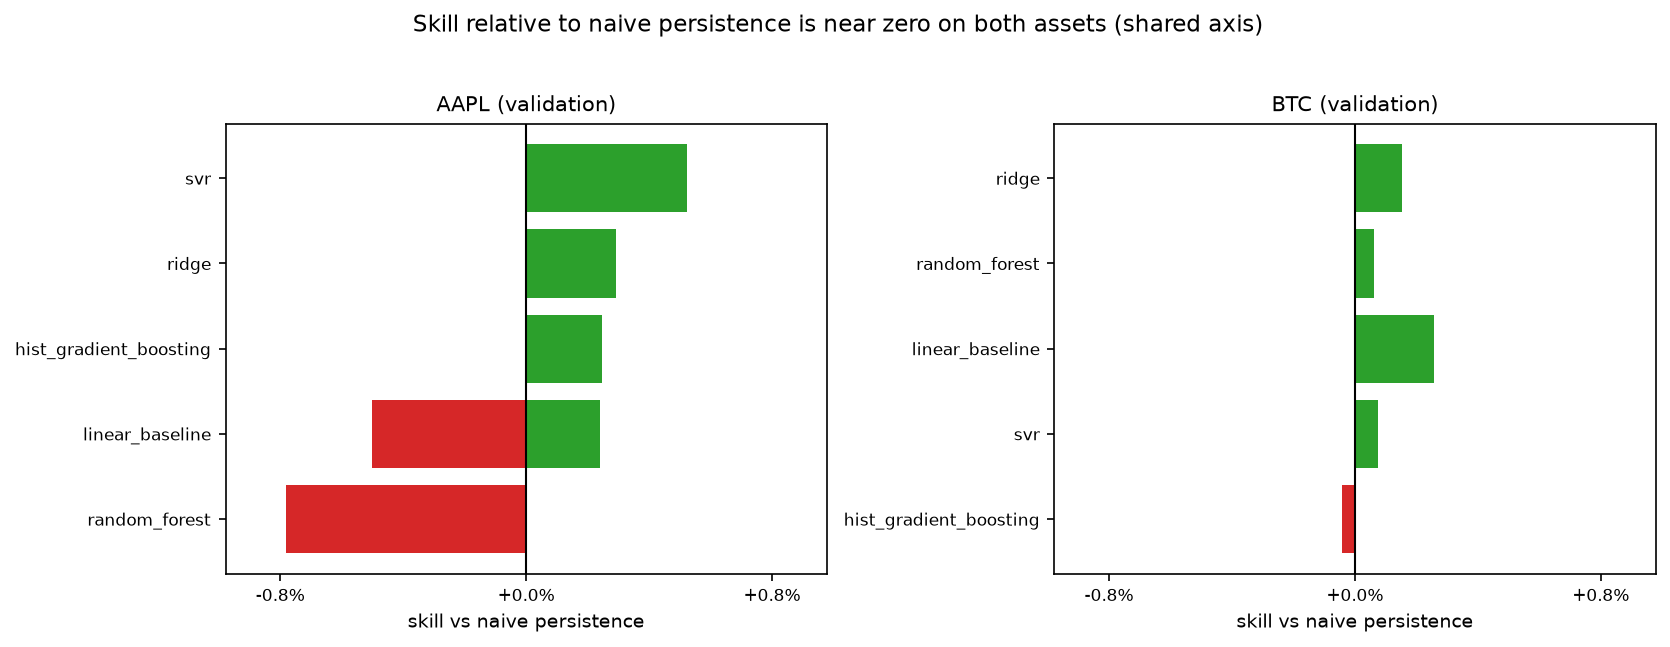 Skill relative to naive persistence is near zero on both assets (shared axis)
AAPL (validation)
svr
ridge
hist_gradient_boosting
linear_baseline
random_forest
-0.8%
+0.0%
+0.8%
skill vs naive persistence
BTC (validation)
ridge
random_forest
linear_baseline
svr
hist_gradient_boosting
-0.8%
+0.0%
+0.8%
skill vs naive persistence